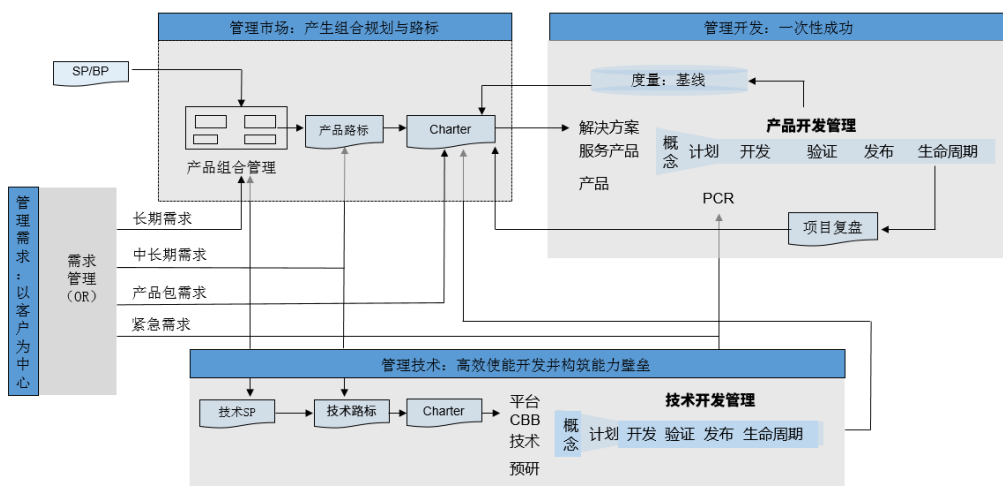 管理市场：产生组合规划与路标
管理开发：一次性成功
SP/BP
产品组合管理
产品路标
Charter
度量：基线
解决方案
服务产品
产品
产品开发管理
概念
计划
开发
验证
发布
生命周期
PCR
项目复盘
管理需求：以客户为中心
需求
管理
（OR）
长期需求
中长期需求
产品包需求
紧急需求
管理技术：高效使能开发并构筑能力壁垒
技术SP
技术路标
Charter
平台
CBB
技术
预研
技术开发管理
概念
计划
开发
验证
发布
生命周期